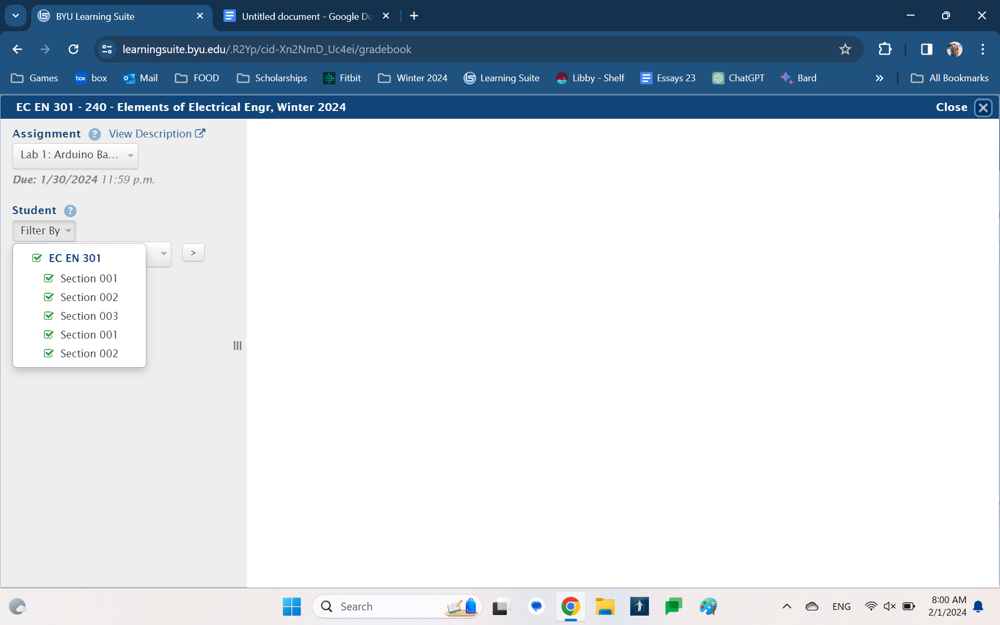 BYU Learning Suite
Untitled document - Google Do
learningsuite.byu.edu/.R2Yp/cid-Xn2NmD_Uc4ei/gradebook
Games
box box
Mail
FOOD
Scholarships
Fitbit
Winter 2024
Learning Suite
Libby - Shelf
Essays 23
ChatGPT
Bard
All Bookmarks
EC EN 301 - 240 - Elements of Electrical Engr, Winter 2024
Close
Assignment ? View Description
Lab 1: Arduino Ba...
Due: 1/30/2024 11:59 p.m.
Student ?
Filter By
>
EC EN 301
Section 001
Section 002
Section 003
Section 001
Section 002
Search
ENG
8:00 AM
2/1/2024